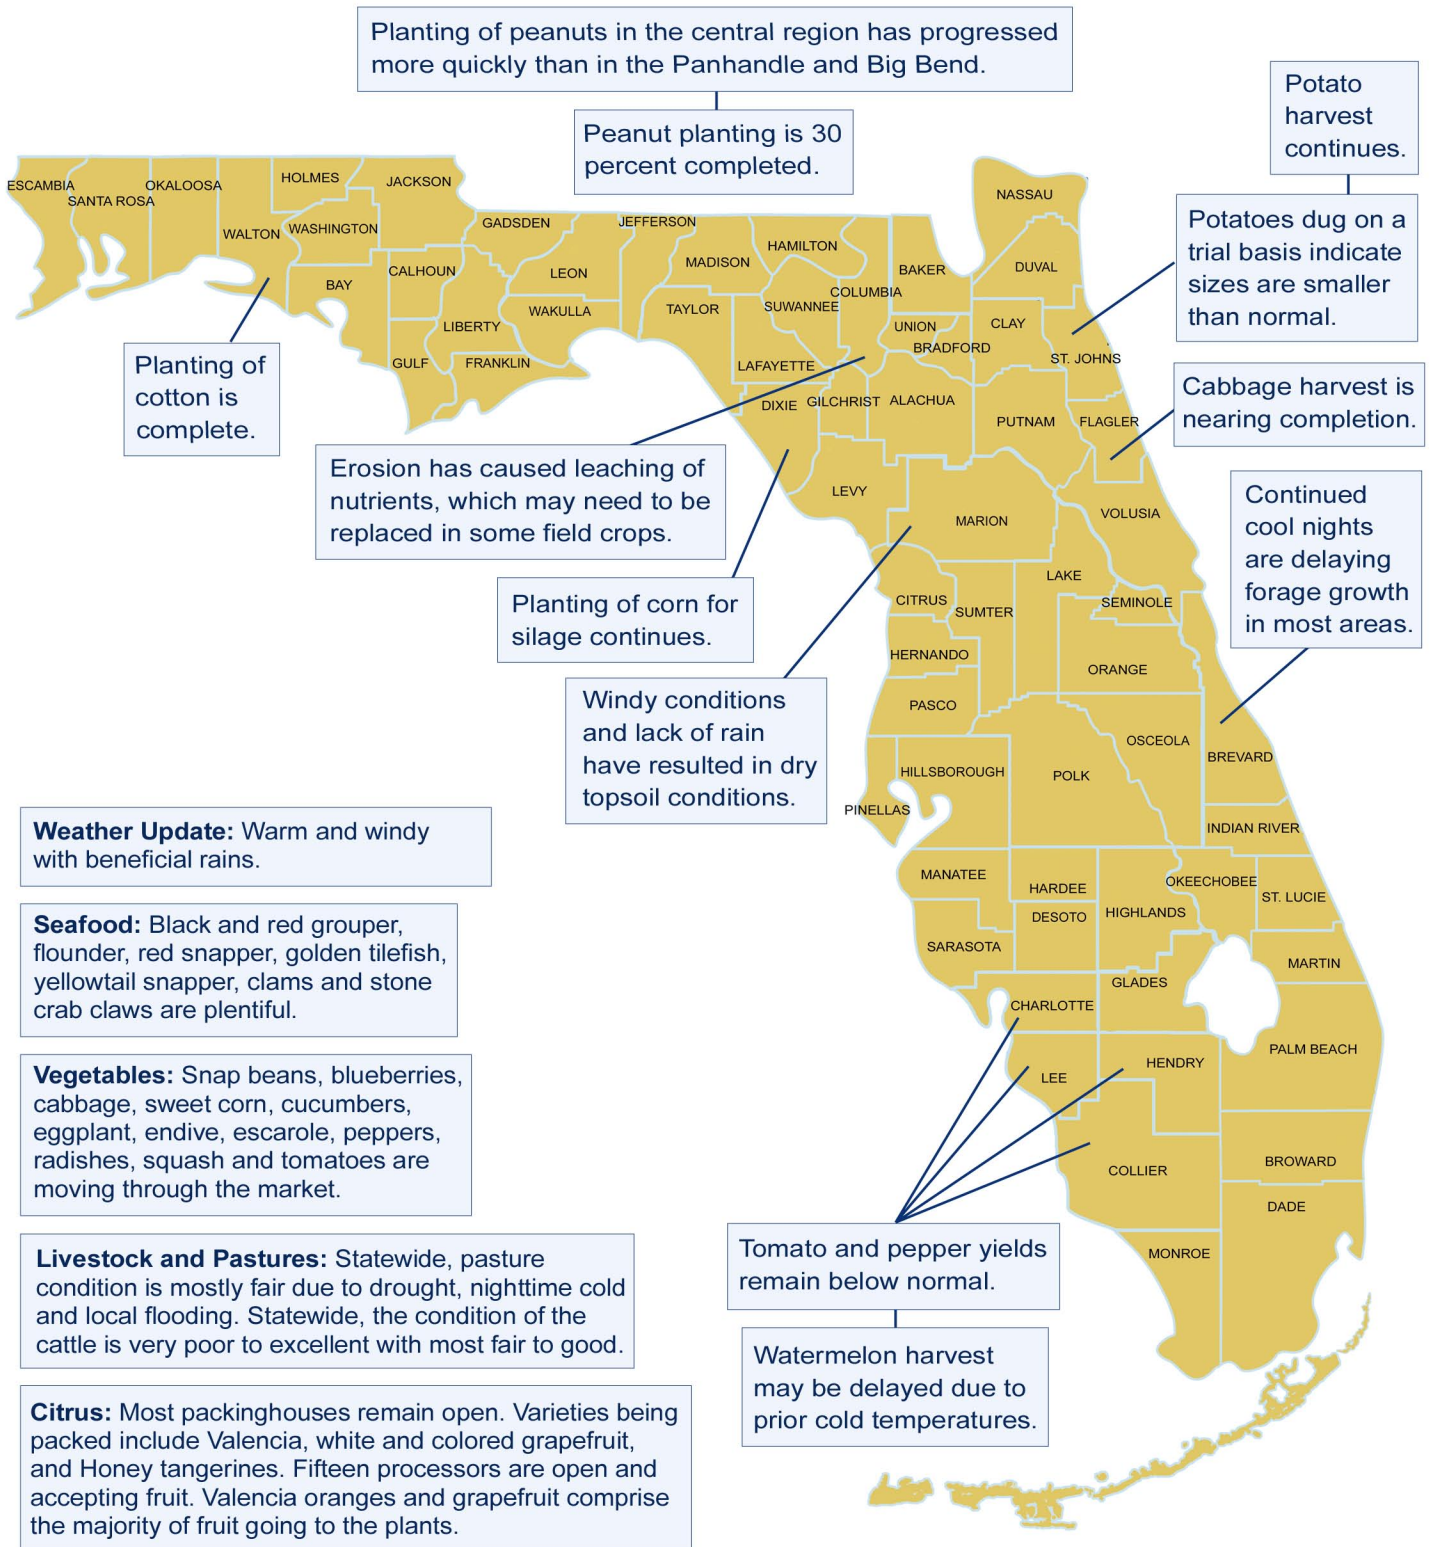 Planting of peanuts in the central region has progressed
more quickly than in the Panhandle and Big Bend.
Peanut planting is 30
percent completed.
Potato
harvest
continues.
Potatoes dug on a
trial basis indicate
sizes are smaller
than normal.
Cabbage harvest is
nearing completion.
Continued
cool nights
are delaying
forage growth
in most areas.
Planting of
cotton is
complete.
Erosion has caused leaching of
nutrients, which may need to be
replaced in some field crops.
Planting of corn for
silage continues.
Windy conditions
and lack of rain
have resulted in dry
topsoil conditions.
ESCAMBIA
SANTA ROSA
OKALOOSA
WALTON
HOLMES
WASHINGTON
JACKSON
BAY
CALHOUN
GULF
LIBERTY
GADSDEN
FRANKLIN
LEON
WAKULLA
JEFFERSON
MADISON
TAYLOR
HAMILTON
SUWANNEE
LAFAYETTE
DIXIE
COLUMBIA
GILCHRIST
BAKER
UNION
BRADFORD
ALACHUA
NASSAU
DUVAL
CLAY
ST. JOHNS
PUTNAM
FLAGLER
LEVY
MARION
VOLUSIA
CITRUS
SUMTER
LAKE
SEMINOLE
HERNANDO
ORANGE
PASCO
OSCEOLA
BREVARD
HILLSBOROUGH
POLK
PINELLAS
INDIAN RIVER
MANATEE
HARDEE
OKEECHOBEE
ST. LUCIE
DESOTO
HIGHLANDS
SARASOTA
MARTIN
GLADES
CHARLOTTE
PALM BEACH
LEE
HENDRY
COLLIER
BROWARD
DADE
MONROE
Weather Update: Warm and windy
with beneficial rains.
Seafood: Black and red grouper,
flounder, red snapper, golden tilefish,
yellowtail snapper, clams and stone
crab claws are plentiful.
Vegetables: Snap beans, blueberries,
cabbage, sweet corn, cucumbers,
eggplant, endive, escarole, peppers,
radishes, squash and tomatoes are
moving through the market.
Livestock and Pastures: Statewide, pasture
condition is mostly fair due to drought, nighttime cold
and local flooding. Statewide, the condition of the
cattle is very poor to excellent with most fair to good.
Citrus: Most packinghouses remain open. Varieties being
packed include Valencia, white and colored grapefruit,
and Honey tangerines. Fifteen processors are open and
accepting fruit. Valencia oranges and grapefruit comprise
the majority of fruit going to the plants.
Tomato and pepper yields
remain below normal.
Watermelon harvest
may be delayed due to
prior cold temperatures.